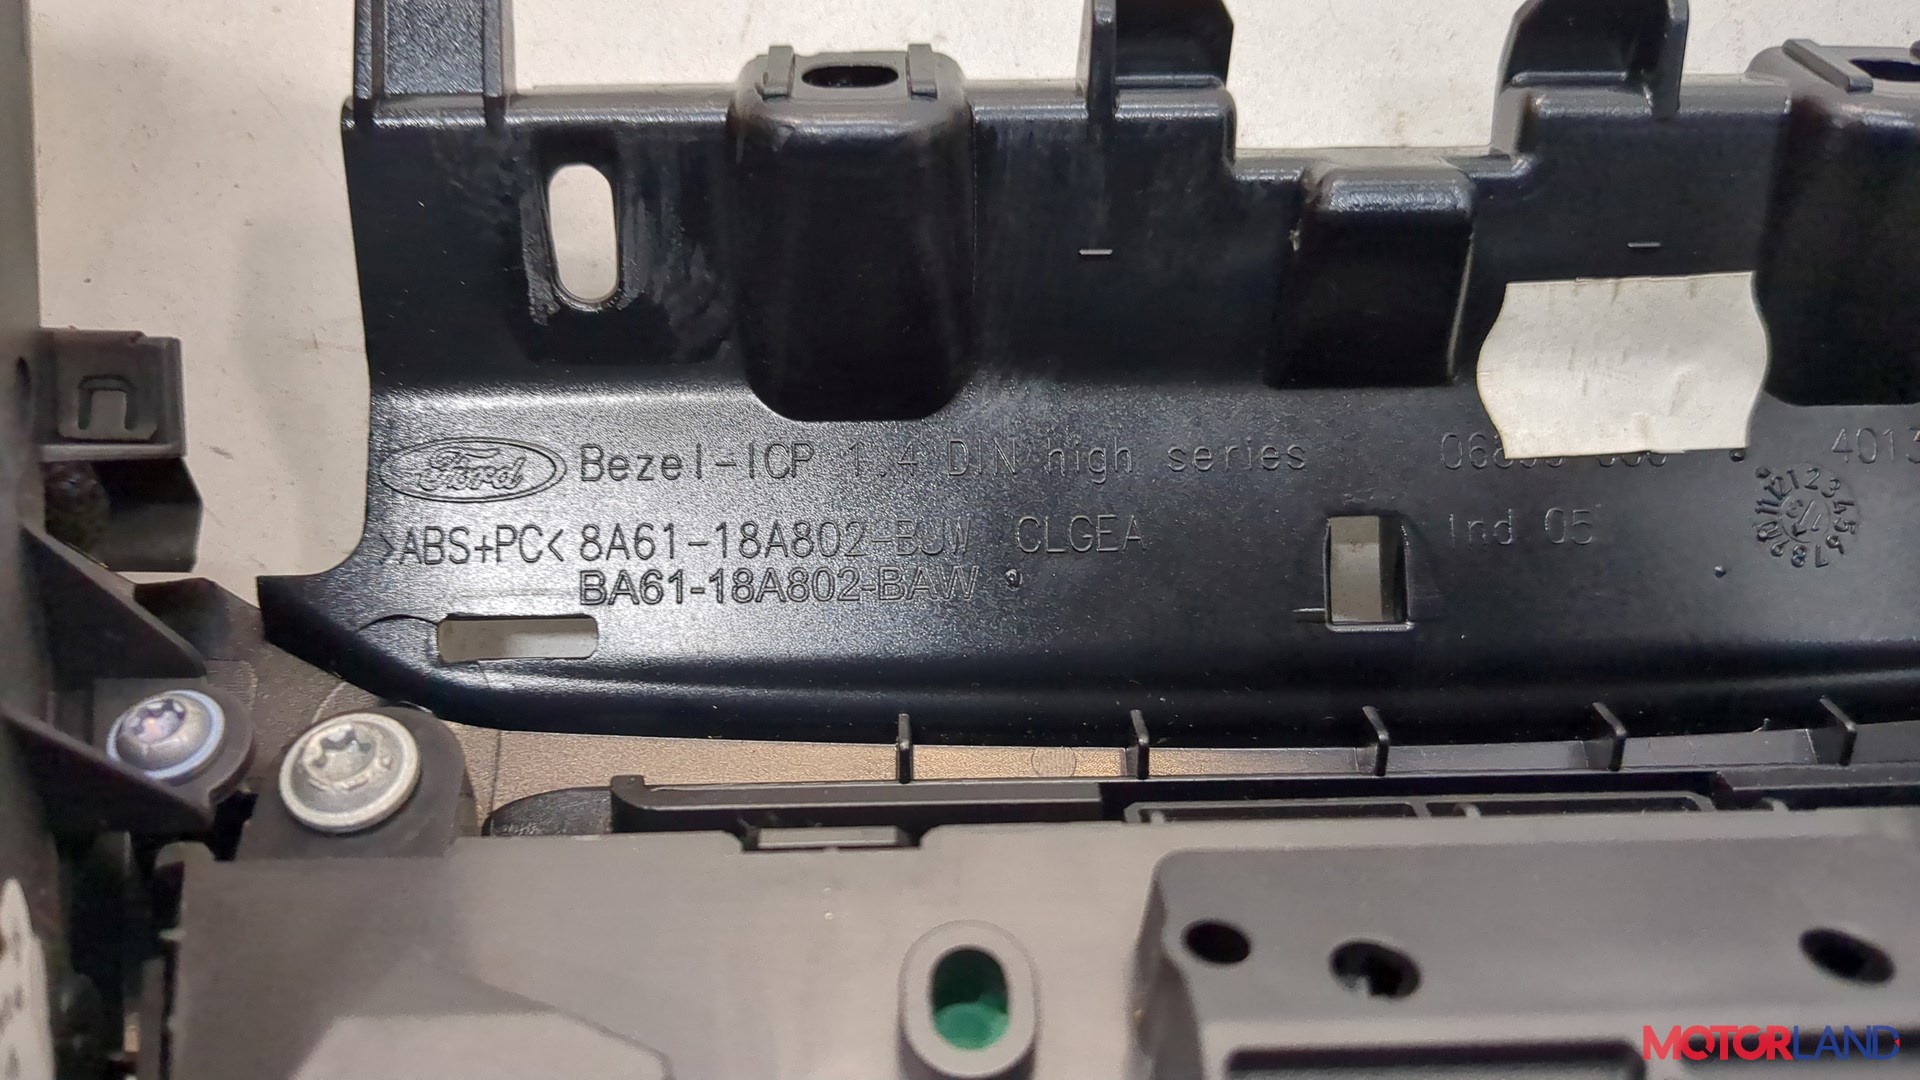 Ford Bezel-ICP 1.4 DIN high series
>ABS+PC< 8A61-18A802-BJW CLGEA Ind 05
BA61-18A802-BAW
MOTORLAND